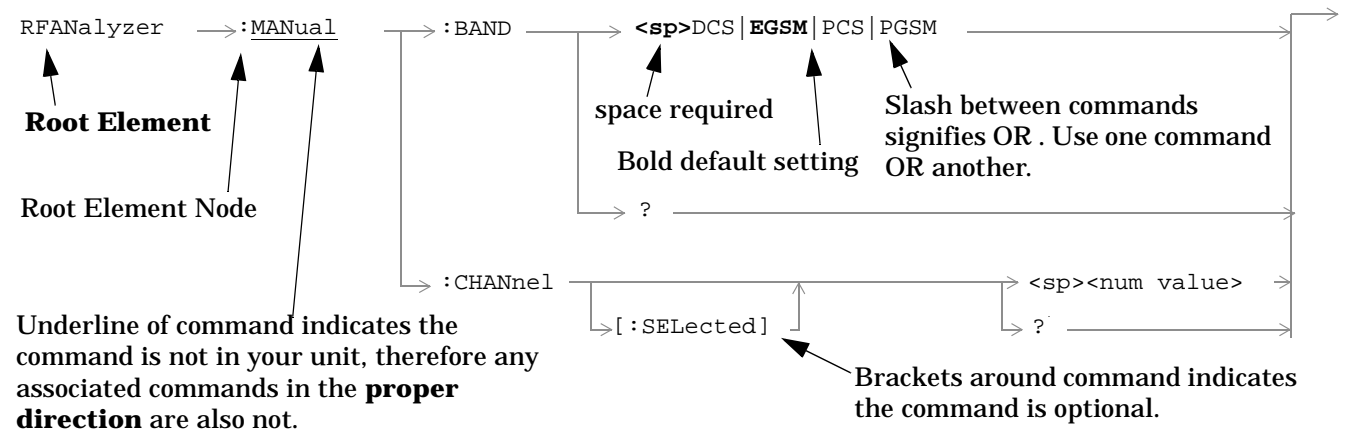 RFANalyzer :MANual :BAND <sp>DCS|EGSM|PCS|PGSM
Root Element
space required
Slash between commands
signifies OR . Use one command
OR another.
Bold default setting
Root Element Node
?
:CHANnel <sp><num value>
[:SELected] ?
Underline of command indicates the
command is not in your unit, therefore any
associated commands in the proper
direction are also not.
Brackets around command indicates
the command is optional.